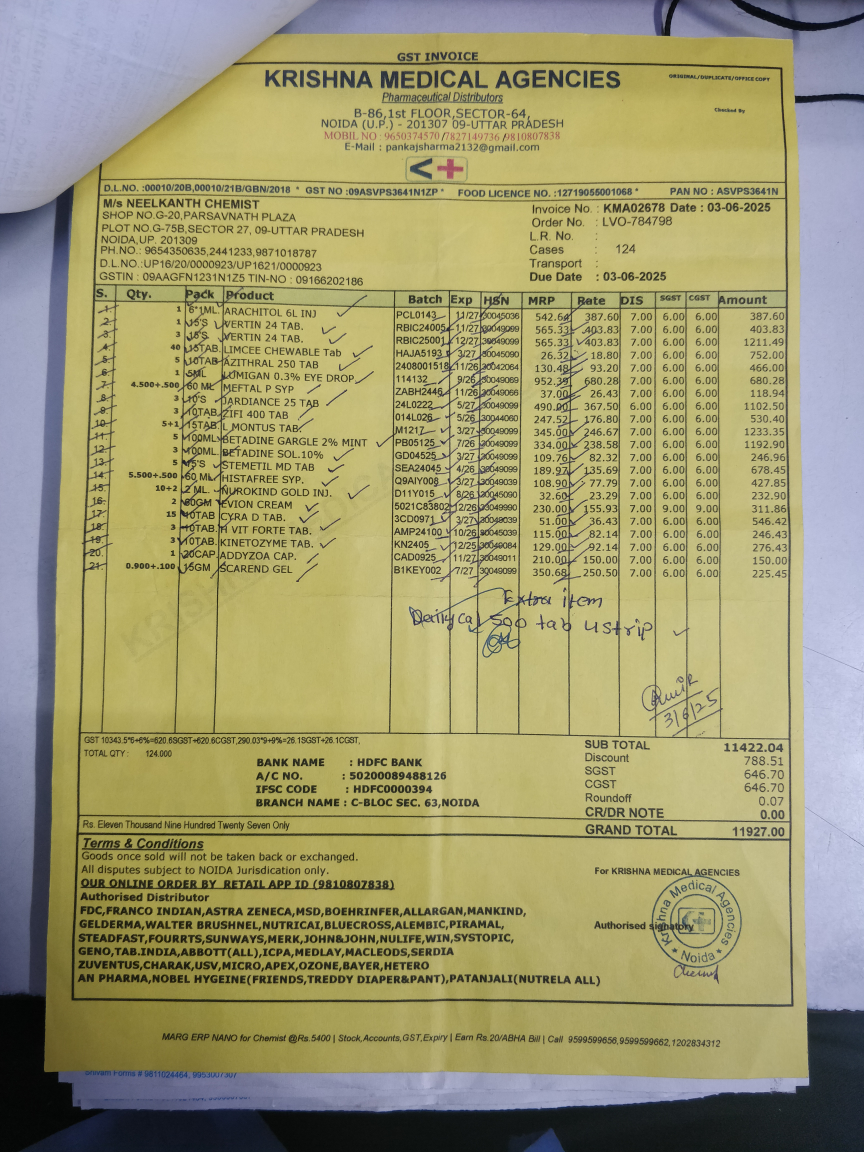 GST INVOICE
ORIGINAL/DUPLICATE/OFFICE COPY
KRISHNA MEDICAL AGENCIES
Pharmaceutical Distributors
Checked By
B-86,1st FLOOR,SECTOR-64,
NOIDA (U.P.) - 201307 09-UTTAR PRADESH
MOBIL NO : 9650374570 /7827149736 /9810807838
E-Mail : pankajsharma2132@gmail.com
D.L.NO. :00010/20B,00010/21B/GBN/2018 * GST NO :09ASVPS3641N1ZP * FOOD LICENCE NO. :12719055001068 * PAN NO : ASVPS3641N
M/s NEELKANTH CHEMIST
SHOP NO.G-20,PARSAVNATH PLAZA
PLOT NO.G-75B,SECTOR 27, 09-UTTAR PRADESH
NOIDA,UP. 201309
PH.NO.: 9654350635,2441233,9871018787
D.L.NO.:UP16/20/0000923/UP1621/0000923
GSTIN : 09AAGFN1231N1Z5 TIN-NO : 09166202186
Invoice No. : KMA02678 Date : 03-06-2025
Order No. : LVO-784798
L.R. No. :
Cases : 124
Transport :
Due Date : 03-06-2025
S. Qty. Pack Product Batch Exp HSN MRP Rate DIS SGST CGST Amount
1. 1 6*1ML. ARACHITOL 6L INJ PCL0143 11/27 30045036 542.64 387.60 7.00 6.00 6.00 387.60
2. 1 15'S VERTIN 24 TAB. RBIC24005 11/27 30049099 565.33 403.83 7.00 6.00 6.00 403.83
3. 3 15'S VERTIN 24 TAB. RBIC25001 12/27 30049099 565.33 403.83 7.00 6.00 6.00 1211.49
4. 40 15TAB LIMCEE CHEWABLE Tab HAJA5193 3/27 30045090 26.32 18.80 7.00 6.00 6.00 752.00
5. 5 10TAB AZITHRAL 250 TAB 2408001518 11/26 30042064 130.48 93.20 7.00 6.00 6.00 466.00
6. 1 5ML LUMIGAN 0.3% EYE DROP 114132 9/26 30049069 952.39 680.28 7.00 6.00 6.00 680.28
7. 4.500+.500 60 ML MEFTAL P SYP ZABH2446 11/26 30049066 37.00 26.43 7.00 6.00 6.00 118.94
8. 3 10'S JARDIANCE 25 TAB 24L0222 5/27 30049099 490.00 367.50 6.00 6.00 6.00 1102.50
9. 3 10TAB ZIFI 400 TAB 014L026 5/26 30044060 247.52 176.80 7.00 6.00 6.00 530.40
10. 5+1 15TAB L MONTUS TAB. M1217 3/27 30049099 345.00 246.67 7.00 6.00 6.00 1233.35
11. 5 100ML BETADINE GARGLE 2% MINT PB05125 7/26 30049099 334.00 238.58 7.00 6.00 6.00 1192.90
12. 3 100ML BETADINE SOL.10% GD04525 3/27 30049099 109.76 82.32 7.00 6.00 6.00 246.96
13. 5 15'S STEMETIL MD TAB SEA24045 4/26 30049099 189.97 135.69 7.00 6.00 6.00 678.45
14. 5.500+.500 60 ML HISTAFREE SYP. Q9AIY008 3/27 30049039 108.90 77.79 7.00 6.00 6.00 427.85
15. 10+2 2 ML. NUROKIND GOLD INJ. D11Y015 8/26 30045090 32.60 23.29 7.00 6.00 6.00 232.90
16. 2 60GM EVION CREAM 5021C83802 12/26 30049990 230.00 155.93 7.00 9.00 9.00 311.86
17. 15 10TAB CYRA D TAB. 3CD0971 3/27 30049039 51.00 36.43 7.00 6.00 6.00 546.42
18. 3 10TAB H VIT FORTE TAB. AMP24100 10/26 30045039 115.00 82.14 7.00 6.00 6.00 246.43
19. 3 10TAB KINETOZYME TAB. KN2405 12/25 30049084 129.00 92.14 7.00 6.00 6.00 276.43
20. 1 20CAP ADDYZOA CAP. CAD0925 11/27 30049011 210.00 150.00 7.00 6.00 6.00 150.00
21. 0.900+.100 15GM SCAREND GEL B1KEY002 7/27 30049099 350.68 250.50 7.00 6.00 6.00 225.45
Extra item
500 tab 4 strip
3/6/25
GST 10343.5*6+6%=620.6SGST+620.6CGST,290.03*9+9%=26.1SGST+26.1CGST,
TOTAL QTY : 124.000
BANK NAME : HDFC BANK
A/C NO. : 50200089488126
IFSC CODE : HDFC0000394
BRANCH NAME : C-BLOC SEC. 63,NOIDA
SUB TOTAL 11422.04
Discount 788.51
SGST 646.70
CGST 646.70
Roundoff 0.07
CR/DR NOTE 0.00
GRAND TOTAL 11927.00
Rs. Eleven Thousand Nine Hundred Twenty Seven Only
Terms & Conditions
Goods once sold will not be taken back or exchanged.
All disputes subject to NOIDA Jurisdication only.
OUR ONLINE ORDER BY RETAIL APP ID (9810807838)
Authorised Distributor
FDC,FRANCO INDIAN,ASTRA ZENECA,MSD,BOEHRINFER,ALLARGAN,MANKIND,
GELDERMA,WALTER BRUSHNEL,NUTRICAI,BLUECROSS,ALEMBIC,PIRAMAL,
STEADFAST,FOURRTS,SUNWAYS,MERK,JOHN&JOHN,NULIFE,WIN,SYSTOPIC,
GENO,TAB.INDIA,ABBOTT(ALL),ICPA,MEDLAY,MACLEODS,SERDIA
ZUVENTUS,CHARAK,USV,MICRO,APEX,OZONE,BAYER,HETERO
AN PHARMA,NOBEL HYGEINE(FRIENDS,TREDDY DIAPER&PANT),PATANJALI(NUTRELA ALL)
For KRISHNA MEDICAL AGENCIES
Authorised signatory
Krishna Medical Agencies
Noida
MARG ERP NANO for Chemist @Rs.5400 | Stock,Accounts,GST,Expiry | Earn Rs.20/ABHA Bill | Call 9599599656,9599599662,1202834312
Shivam Forms # 9811024464, 9953007307